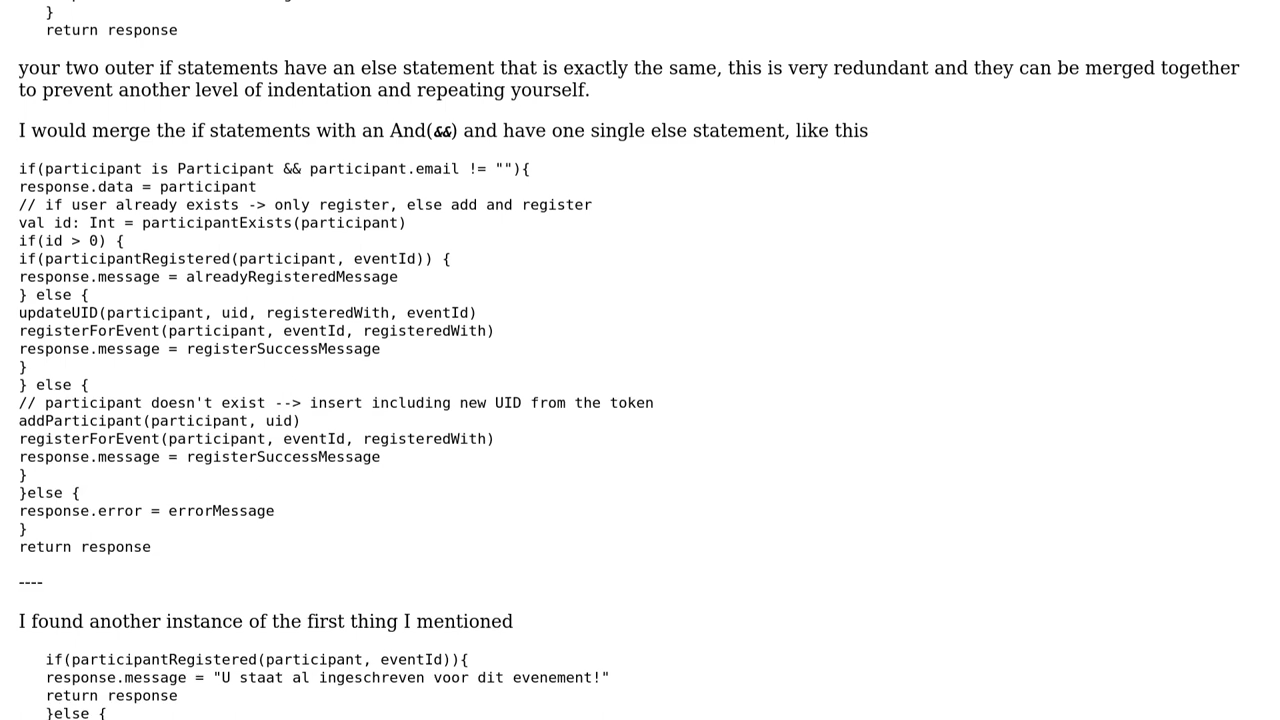 }
return response
your two outer if statements have an else statement that is exactly the same, this is very redundant and they can be merged together
to prevent another level of indentation and repeating yourself.
I would merge the if statements with an And(&&) and have one single else statement, like this
if(participant is Participant && participant.email != ""){
response.data = participant
// if user already exists -> only register, else add and register
val id: Int = participantExists(participant)
if(id > 0) {
if(participantRegistered(participant, eventId)) {
response.message = alreadyRegisteredMessage
} else {
updateUID(participant, uid, registeredWith, eventId)
registerForEvent(participant, eventId, registeredWith)
response.message = registerSuccessMessage
}
} else {
// participant doesn't exist --> insert including new UID from the token
addParticipant(participant, uid)
registerForEvent(participant, eventId, registeredWith)
response.message = registerSuccessMessage
}
}else {
response.error = errorMessage
}
return response
----
I found another instance of the first thing I mentioned
if(participantRegistered(participant, eventId)){
response.message = "U staat al ingeschreven voor dit evenement!"
return response
}else {